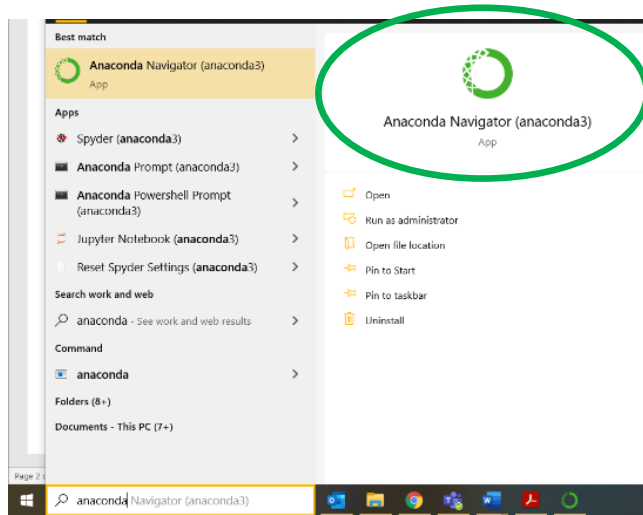 Best match
Anaconda Navigator (anaconda3)
App
Apps
Spyder (anaconda3)
Anaconda Prompt (anaconda3)
Anaconda Powershell Prompt
(anaconda3)
Jupyter Notebook (anaconda3)
Reset Spyder Settings (anaconda3)
Search work and web
anaconda - See work and web results
Command
anaconda
Folders (8+)
Documents - This PC (7+)
Anaconda Navigator (anaconda3)
App
Open
Run as administrator
Open file location
Pin to Start
Pin to taskbar
Uninstall
Page 2
anaconda Navigator (anaconda3)